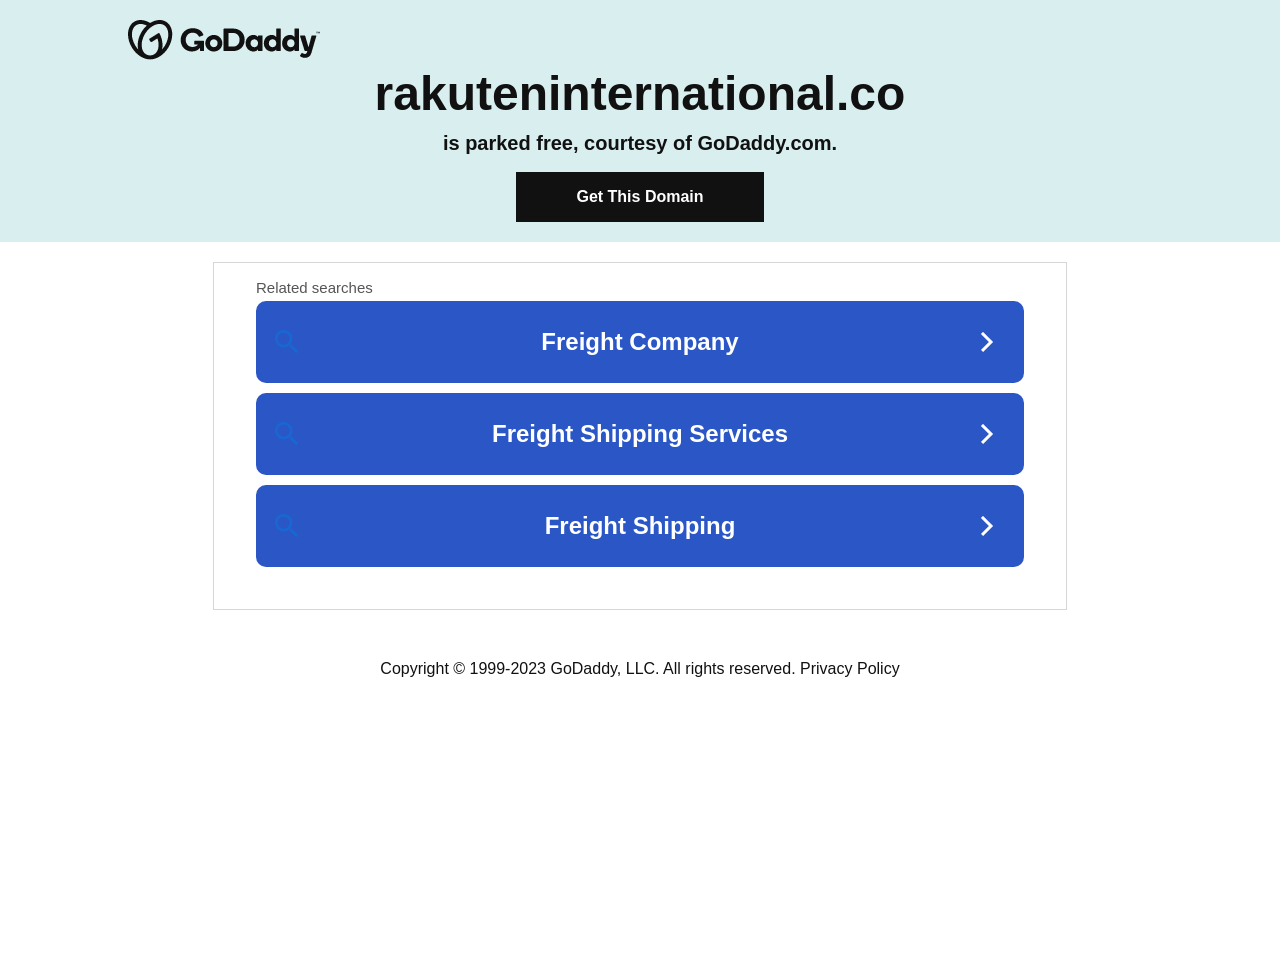 GoDaddy™
rakuteninternational.co
is parked free, courtesy of GoDaddy.com.
Get This Domain
Related searches
Freight Company
Freight Shipping Services
Freight Shipping
Copyright © 1999-2023 GoDaddy, LLC. All rights reserved. Privacy Policy